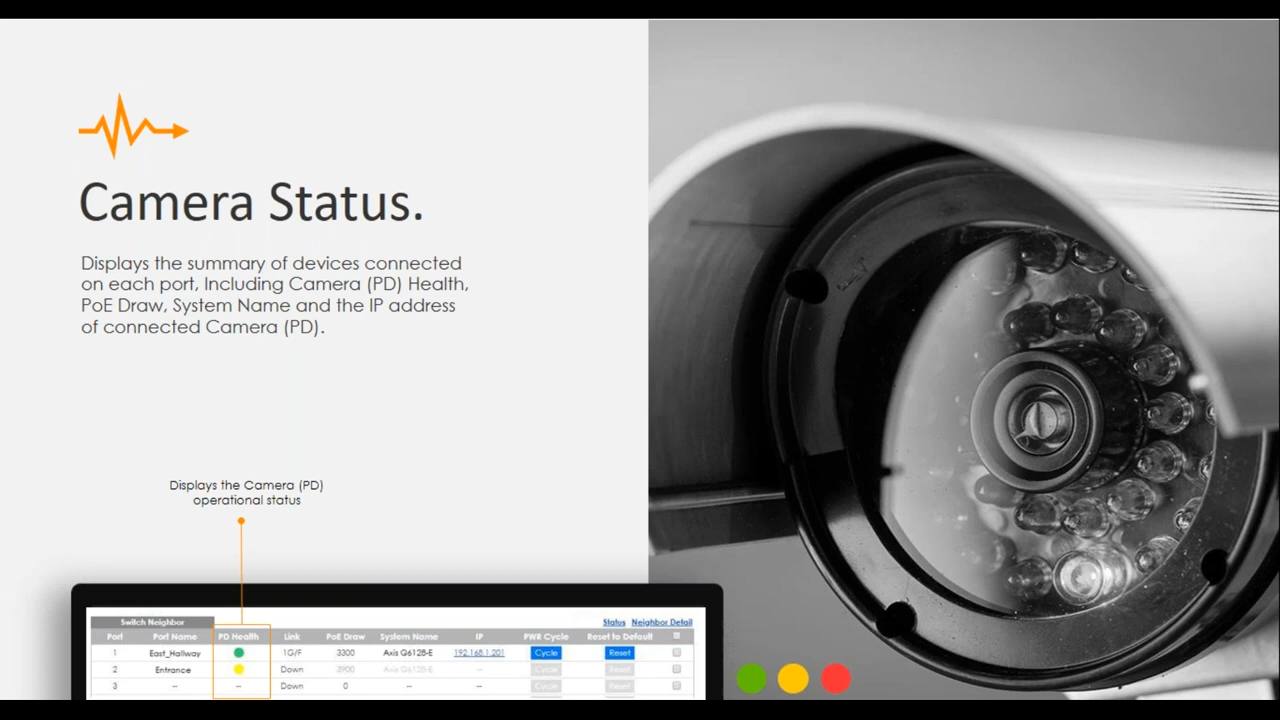 Camera Status.
Displays the summary of devices connected
on each port, Including Camera (PD) Health,
PoE Draw, System Name and the IP address
of connected Camera (PD).
Displays the Camera (PD)
operational status
Switch Neighbor Status Neighbor Detail
Port Port Name PD Health Link PoE Draw System Name IP PWR Cycle Reset to Default
1 East_Hallway 1G/F 3300 Axis Q6128-E 192.168.1.201 Cycle Reset
2 Entrance Down 3900 Axis Q6128-E -- Cycle Reset
3 -- -- Down 0 -- -- Cycle Reset